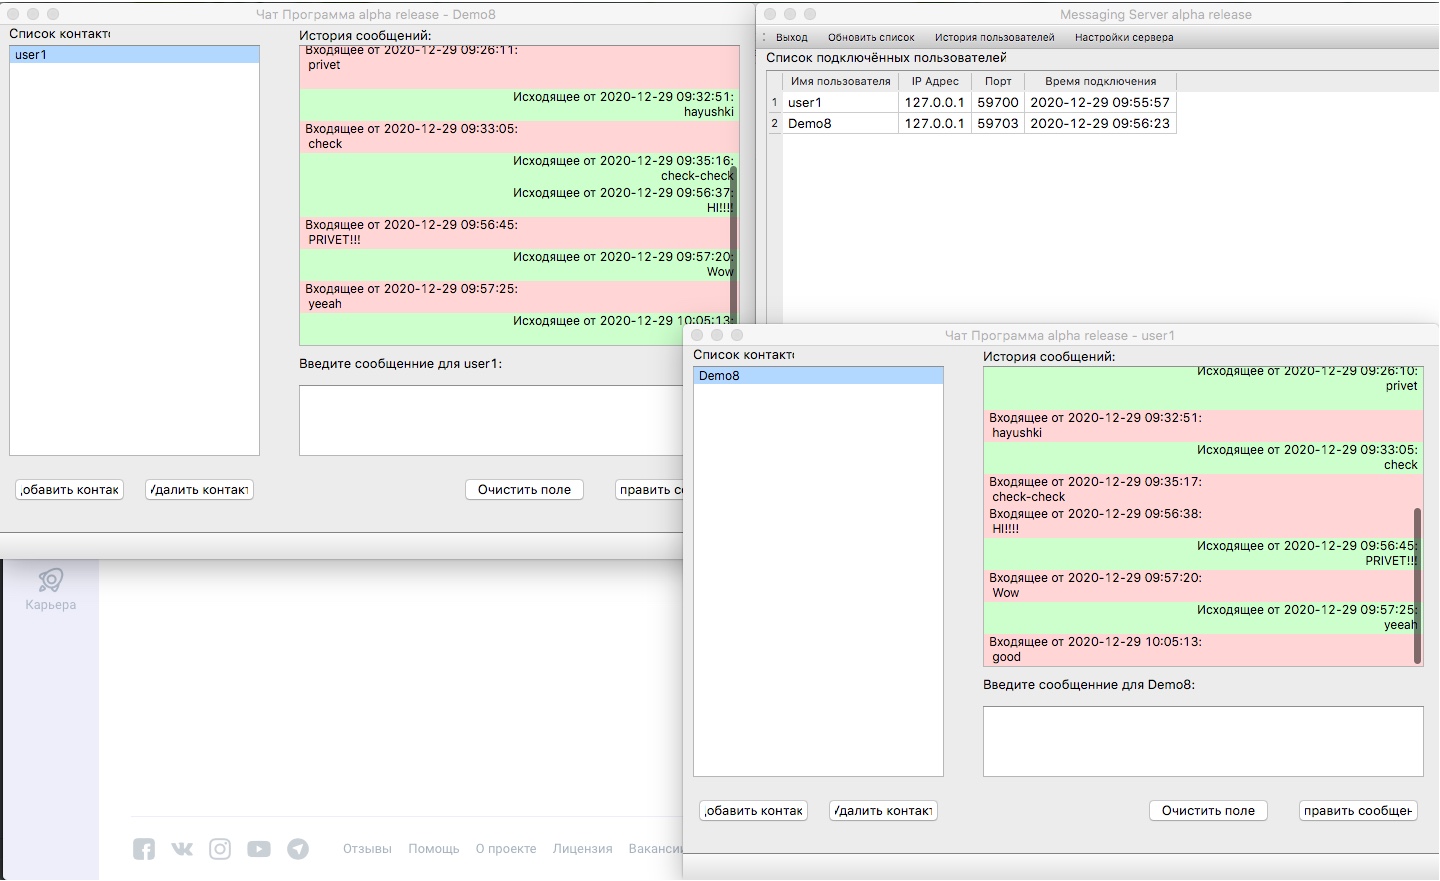 Чат Программа alpha release - Demo8
Список контактс
user1
История сообщений:
Входящее от 2020-12-29 09:26:11:
privet
Исходящее от 2020-12-29 09:32:51:
hayushki
Входящее от 2020-12-29 09:33:05:
check
Исходящее от 2020-12-29 09:35:16:
check-check
Исходящее от 2020-12-29 09:56:37:
HI!!!!
Входящее от 2020-12-29 09:56:45:
PRIVET!!!
Исходящее от 2020-12-29 09:57:20:
Wow
Входящее от 2020-12-29 09:57:25:
yeeah
Исходящее от 2020-12-29 10:05:13:
Введите сообщенние для user1:
обавить контак
Удалить контакт
Очистить поле
править с
Messaging Server alpha release
Выход Обновить список История пользователей Настройки сервера
Список подключённых пользователей
Имя пользователя IP Адрес Порт Время подключения
1 user1 127.0.0.1 59700 2020-12-29 09:55:57
2 Demo8 127.0.0.1 59703 2020-12-29 09:56:23
Чат Программа alpha release - user1
Список контактс
Demo8
История сообщений:
Исходящее от 2020-12-29 09:26:10:
privet
Входящее от 2020-12-29 09:32:51:
hayushki
Исходящее от 2020-12-29 09:33:05:
check
Входящее от 2020-12-29 09:35:17:
check-check
Входящее от 2020-12-29 09:56:38:
HI!!!!
Исходящее от 2020-12-29 09:56:45:
PRIVET!!!
Входящее от 2020-12-29 09:57:20:
Wow
Исходящее от 2020-12-29 09:57:25:
yeeah
Входящее от 2020-12-29 10:05:13:
good
Введите сообщенние для Demo8:
обавить контак
Удалить контакт
Очистить поле
править сообщен
Карьера
Отзывы Помощь О проекте Лицензия Вакансии